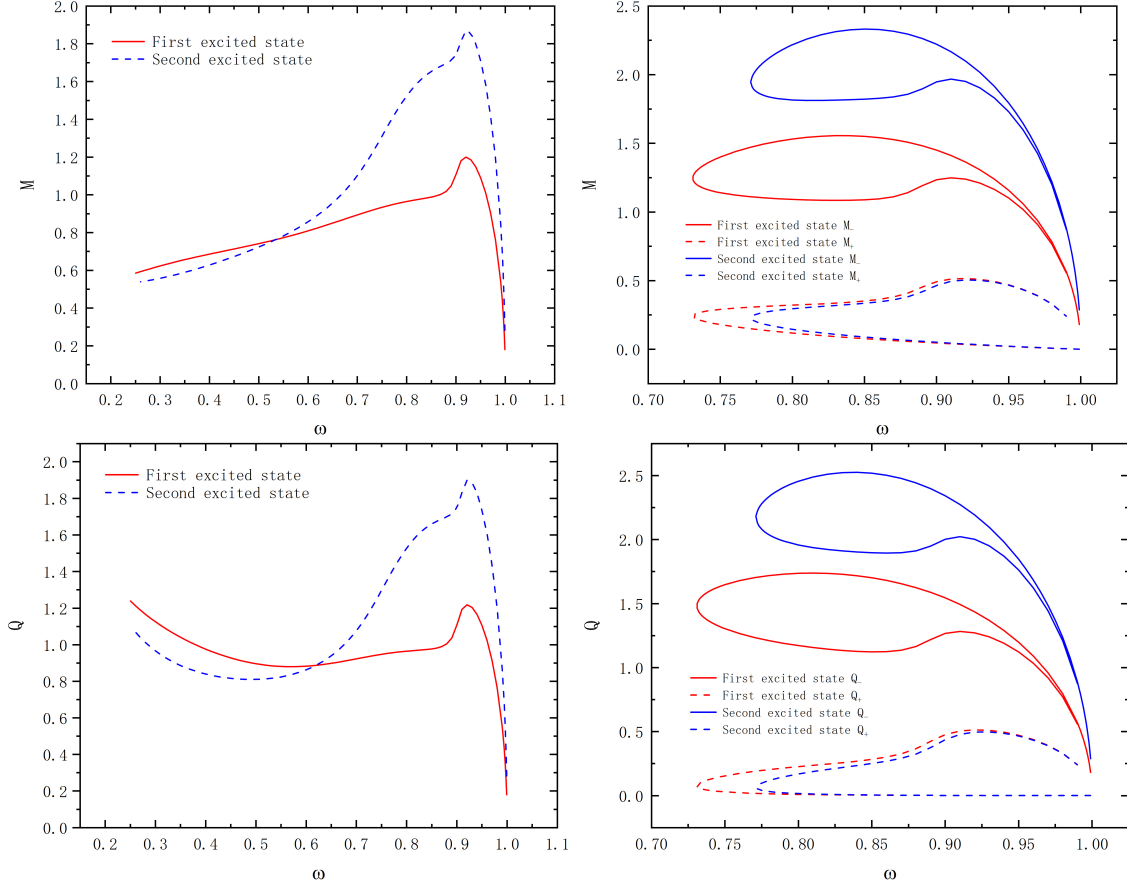 M
2.0
1.8
1.6
1.4
1.2
1.0
0.8
0.6
0.4
0.2
0.0
First excited state
Second excited state
0.2 0.3 0.4 0.5 0.6 0.7 0.8 0.9 1.0 1.1
ω
M
2.5
2.0
1.5
1.0
0.5
0.0
First excited state M₋
First excited state M₊
Second excited state M₋
Second excited state M₊
0.70 0.75 0.80 0.85 0.90 0.95 1.00
ω
Q
2.0
1.8
1.6
1.4
1.2
1.0
0.8
0.6
0.4
0.2
0.0
First excited state
Second excited state
0.2 0.3 0.4 0.5 0.6 0.7 0.8 0.9 1.0 1.1
ω
Q
2.5
2.0
1.5
1.0
0.5
0.0
First excited state Q₋
First excited state Q₊
Second excited state Q₋
Second excited state Q₊
0.70 0.75 0.80 0.85 0.90 0.95 1.00
ω